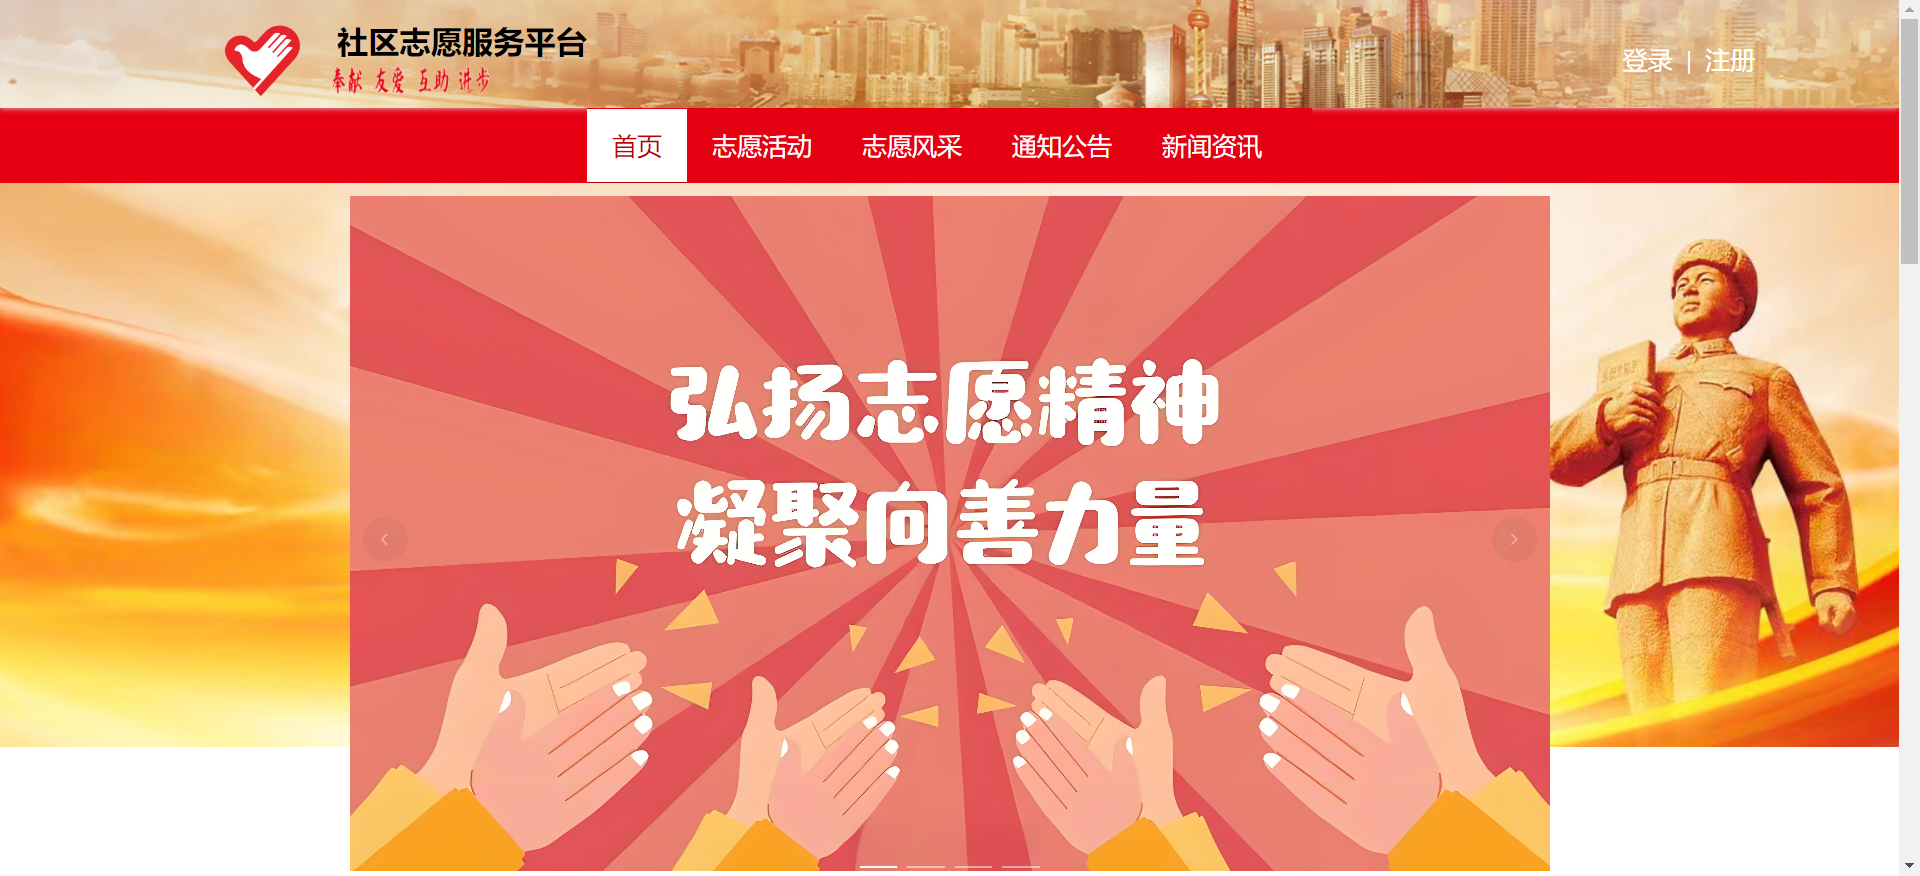 社区志愿服务平台
奉献 友爱 互助 进步
登录 | 注册
首页 志愿活动 志愿风采 通知公告 新闻资讯
弘扬志愿精神
凝聚向善力量